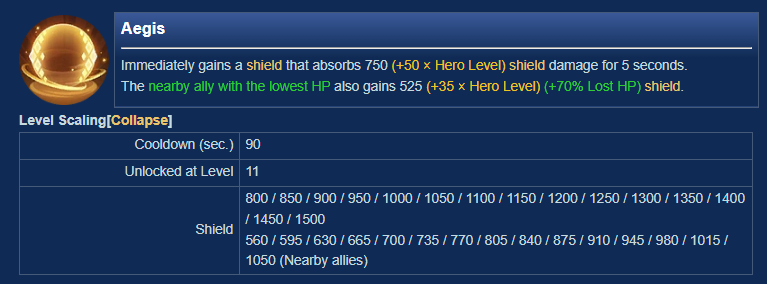 Aegis
Immediately gains a shield that absorbs 750 (+50 × Hero Level) shield damage for 5 seconds.
The nearby ally with the lowest HP also gains 525 (+35 × Hero Level) (+70% Lost HP) shield.
Level Scaling[Collapse]
Cooldown (sec.) 90
Unlocked at Level 11
Shield
800 / 850 / 900 / 950 / 1000 / 1050 / 1100 / 1150 / 1200 / 1250 / 1300 / 1350 / 1400
/ 1450 / 1500
560 / 595 / 630 / 665 / 700 / 735 / 770 / 805 / 840 / 875 / 910 / 945 / 980 / 1015 /
1050 (Nearby allies)